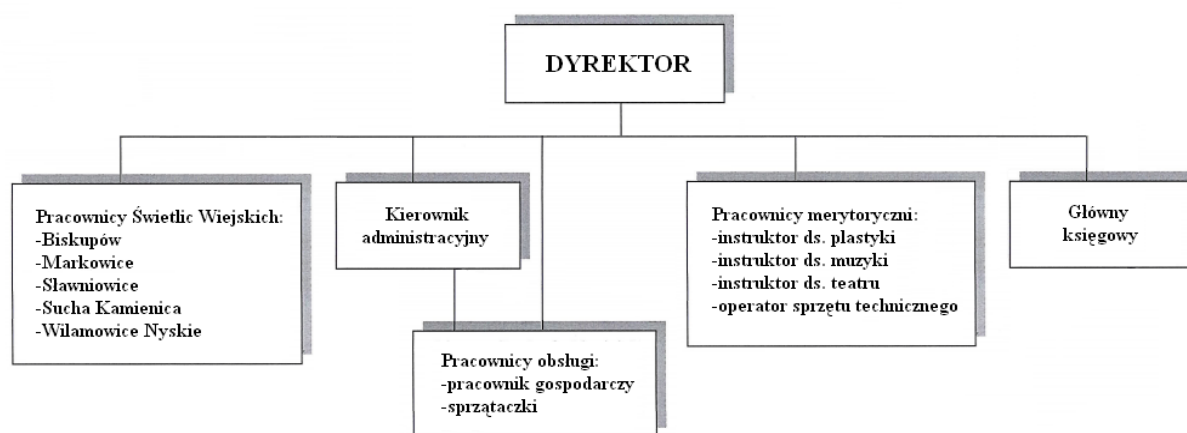 DYREKTOR
Pracownicy Świetlic Wiejskich:
-Biskupów
-Markowice
-Sławniowice
-Sucha Kamienica
-Wilamowice Nyskie
Kierownik
administracyjny
Pracownicy obsługi:
-pracownik gospodarczy
-sprzątaczki
Pracownicy merytoryczni:
-instruktor ds. plastyki
-instruktor ds. muzyki
-instruktor ds. teatru
-operator sprzętu technicznego
Główny
księgowy